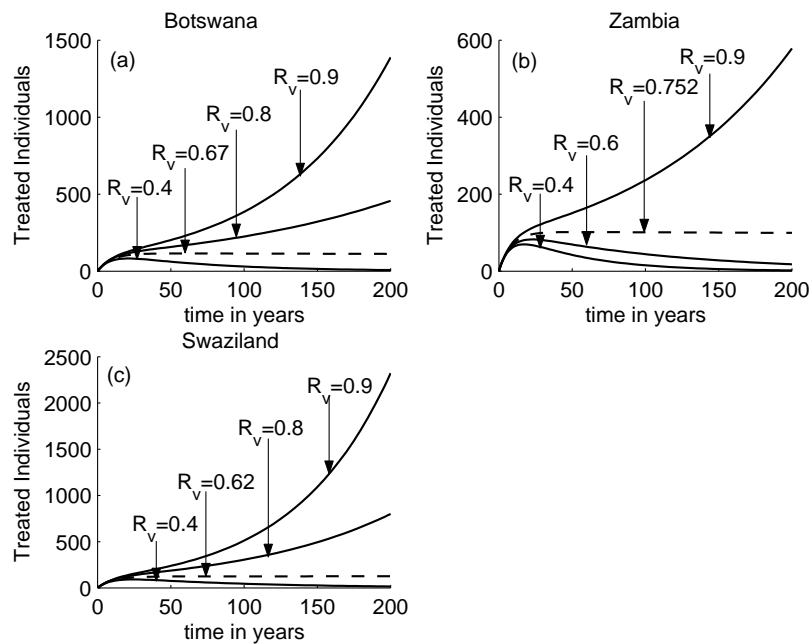 Botswana
1500
1000
500
0
Treated Individuals
(a)
R_v=0.9
R_v=0.8
R_v=0.67
R_v=0.4
0 50 100 150 200
time in years
Zambia
600
400
200
0
Treated Individuals
(b)
R_v=0.9
R_v=0.752
R_v=0.6
R_v=0.4
0 50 100 150 200
time in years
Swaziland
2500
2000
1500
1000
500
0
Treated Individuals
(c)
R_v=0.9
R_v=0.8
R_v=0.62
R_v=0.4
0 50 100 150 200
time in years